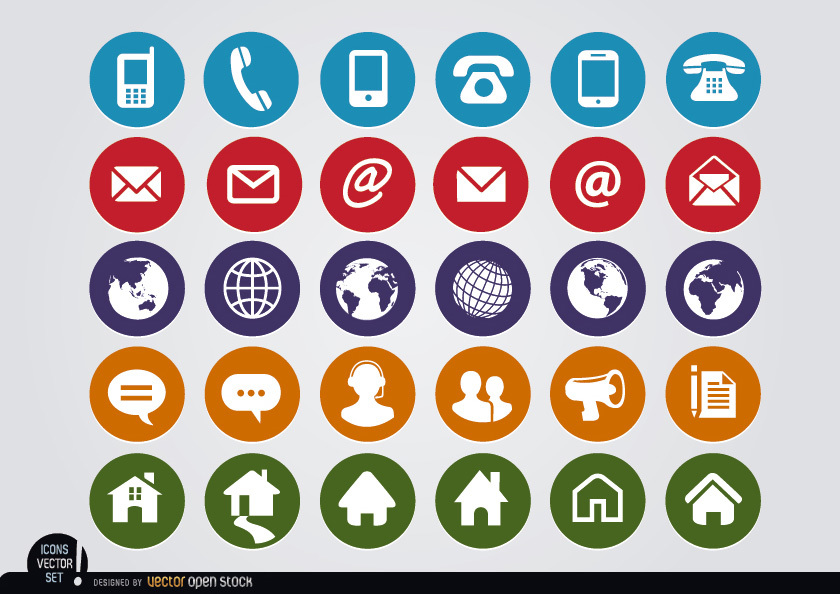 @
@
ICONS
VECTOR
SET
DESIGNED BY vector open stock